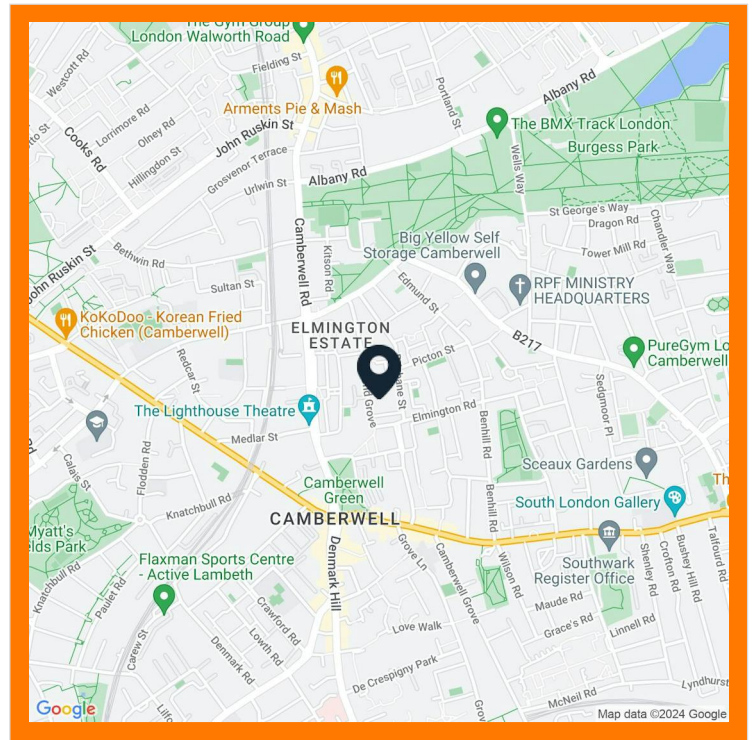 The Gym Group
London Walworth Road
Fielding St
Westcott Rd
Arments Pie & Mash
Portland St
Albany Rd
Lorrimore Rd
Olney Rd
John Ruskin St
The BMX Track London
Burgess Park
Cooks Rd
Hillingdon St
Grosvenor Terrace
Wells Way
Urlwin St
Albany Rd
St George's Way
Dragon Rd
Chandler Way
Camberwell Rd
Kitson Rd
Big Yellow Self
Storage Camberwell
Tower Mill Rd
Bethwin Rd
John Ruskin St
Sultan St
Edmund St
RPF MINISTRY
HEADQUARTERS
KoKoDoo - Korean Fried
Chicken (Camberwell)
ELMINGTON
ESTATE
B217
PureGym Lo
Camberwell
Redcar St
Picton St
Sedgmoor Pl
The Lighthouse Theatre
Grove
Elmington Rd
Benhill Rd
Medlar St
Flodden Rd
Calais St
Sceaux Gardens
Camberwell
Green
Benhill Rd
South London Gallery
Th
Knatchbull Rd
CAMBERWELL
Myatt's
lds Park
Denmark Hill
Grove Ln
Camberwell Grove
Wilson Rd
Southwark
Register Office
Shenley Rd
Crofton Rd
Bushey Hill Rd
Talfourd Rd
Flaxman Sports Centre
- Active Lambeth
Knatchbull Rd
Paulet Rd
Maude Rd
Crawford Rd
Love Walk
Grace's Rd
Linnell Rd
Carew St
Lowth Rd
Denmark Rd
De Crespigny Park
Lyndhurst
McNeil Rd
Lilfo
Grov
Google
Map data ©2024 Google